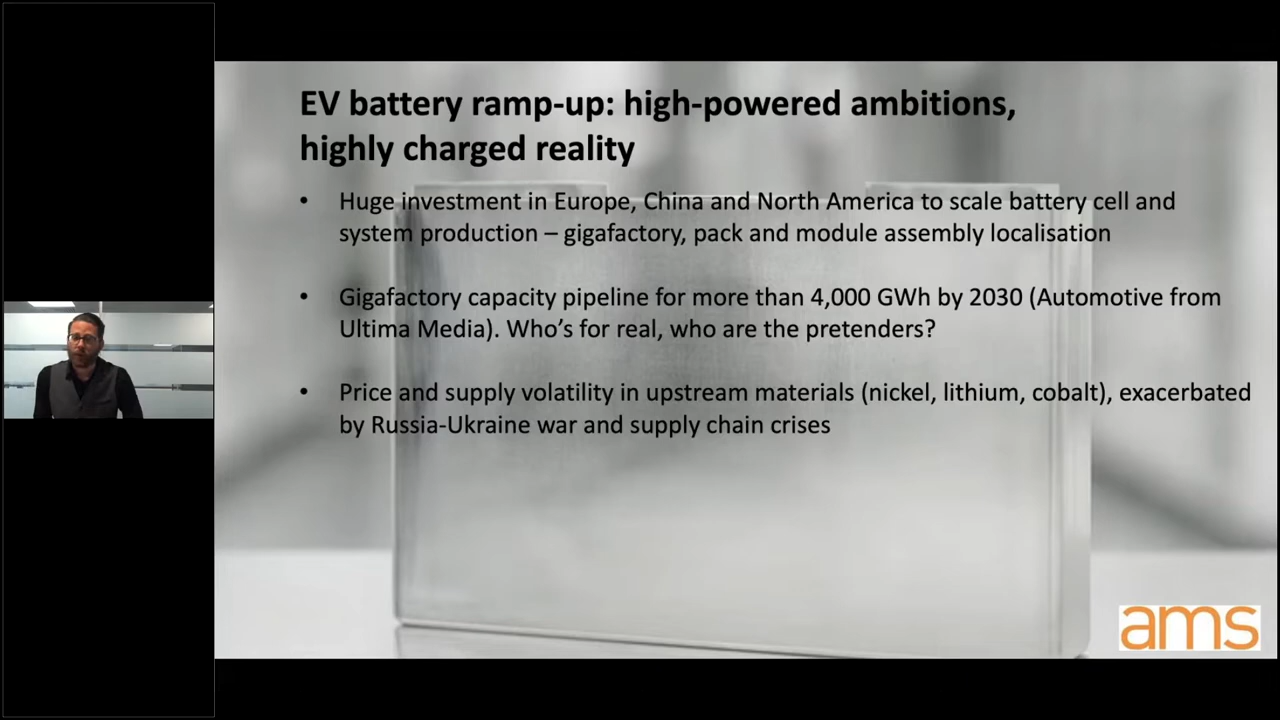 EV battery ramp-up: high-powered ambitions,
highly charged reality
• Huge investment in Europe, China and North America to scale battery cell and
system production – gigafactory, pack and module assembly localisation
• Gigafactory capacity pipeline for more than 4,000 GWh by 2030 (Automotive from
Ultima Media). Who’s for real, who are the pretenders?
• Price and supply volatility in upstream materials (nickel, lithium, cobalt), exacerbated
by Russia-Ukraine war and supply chain crises
ams